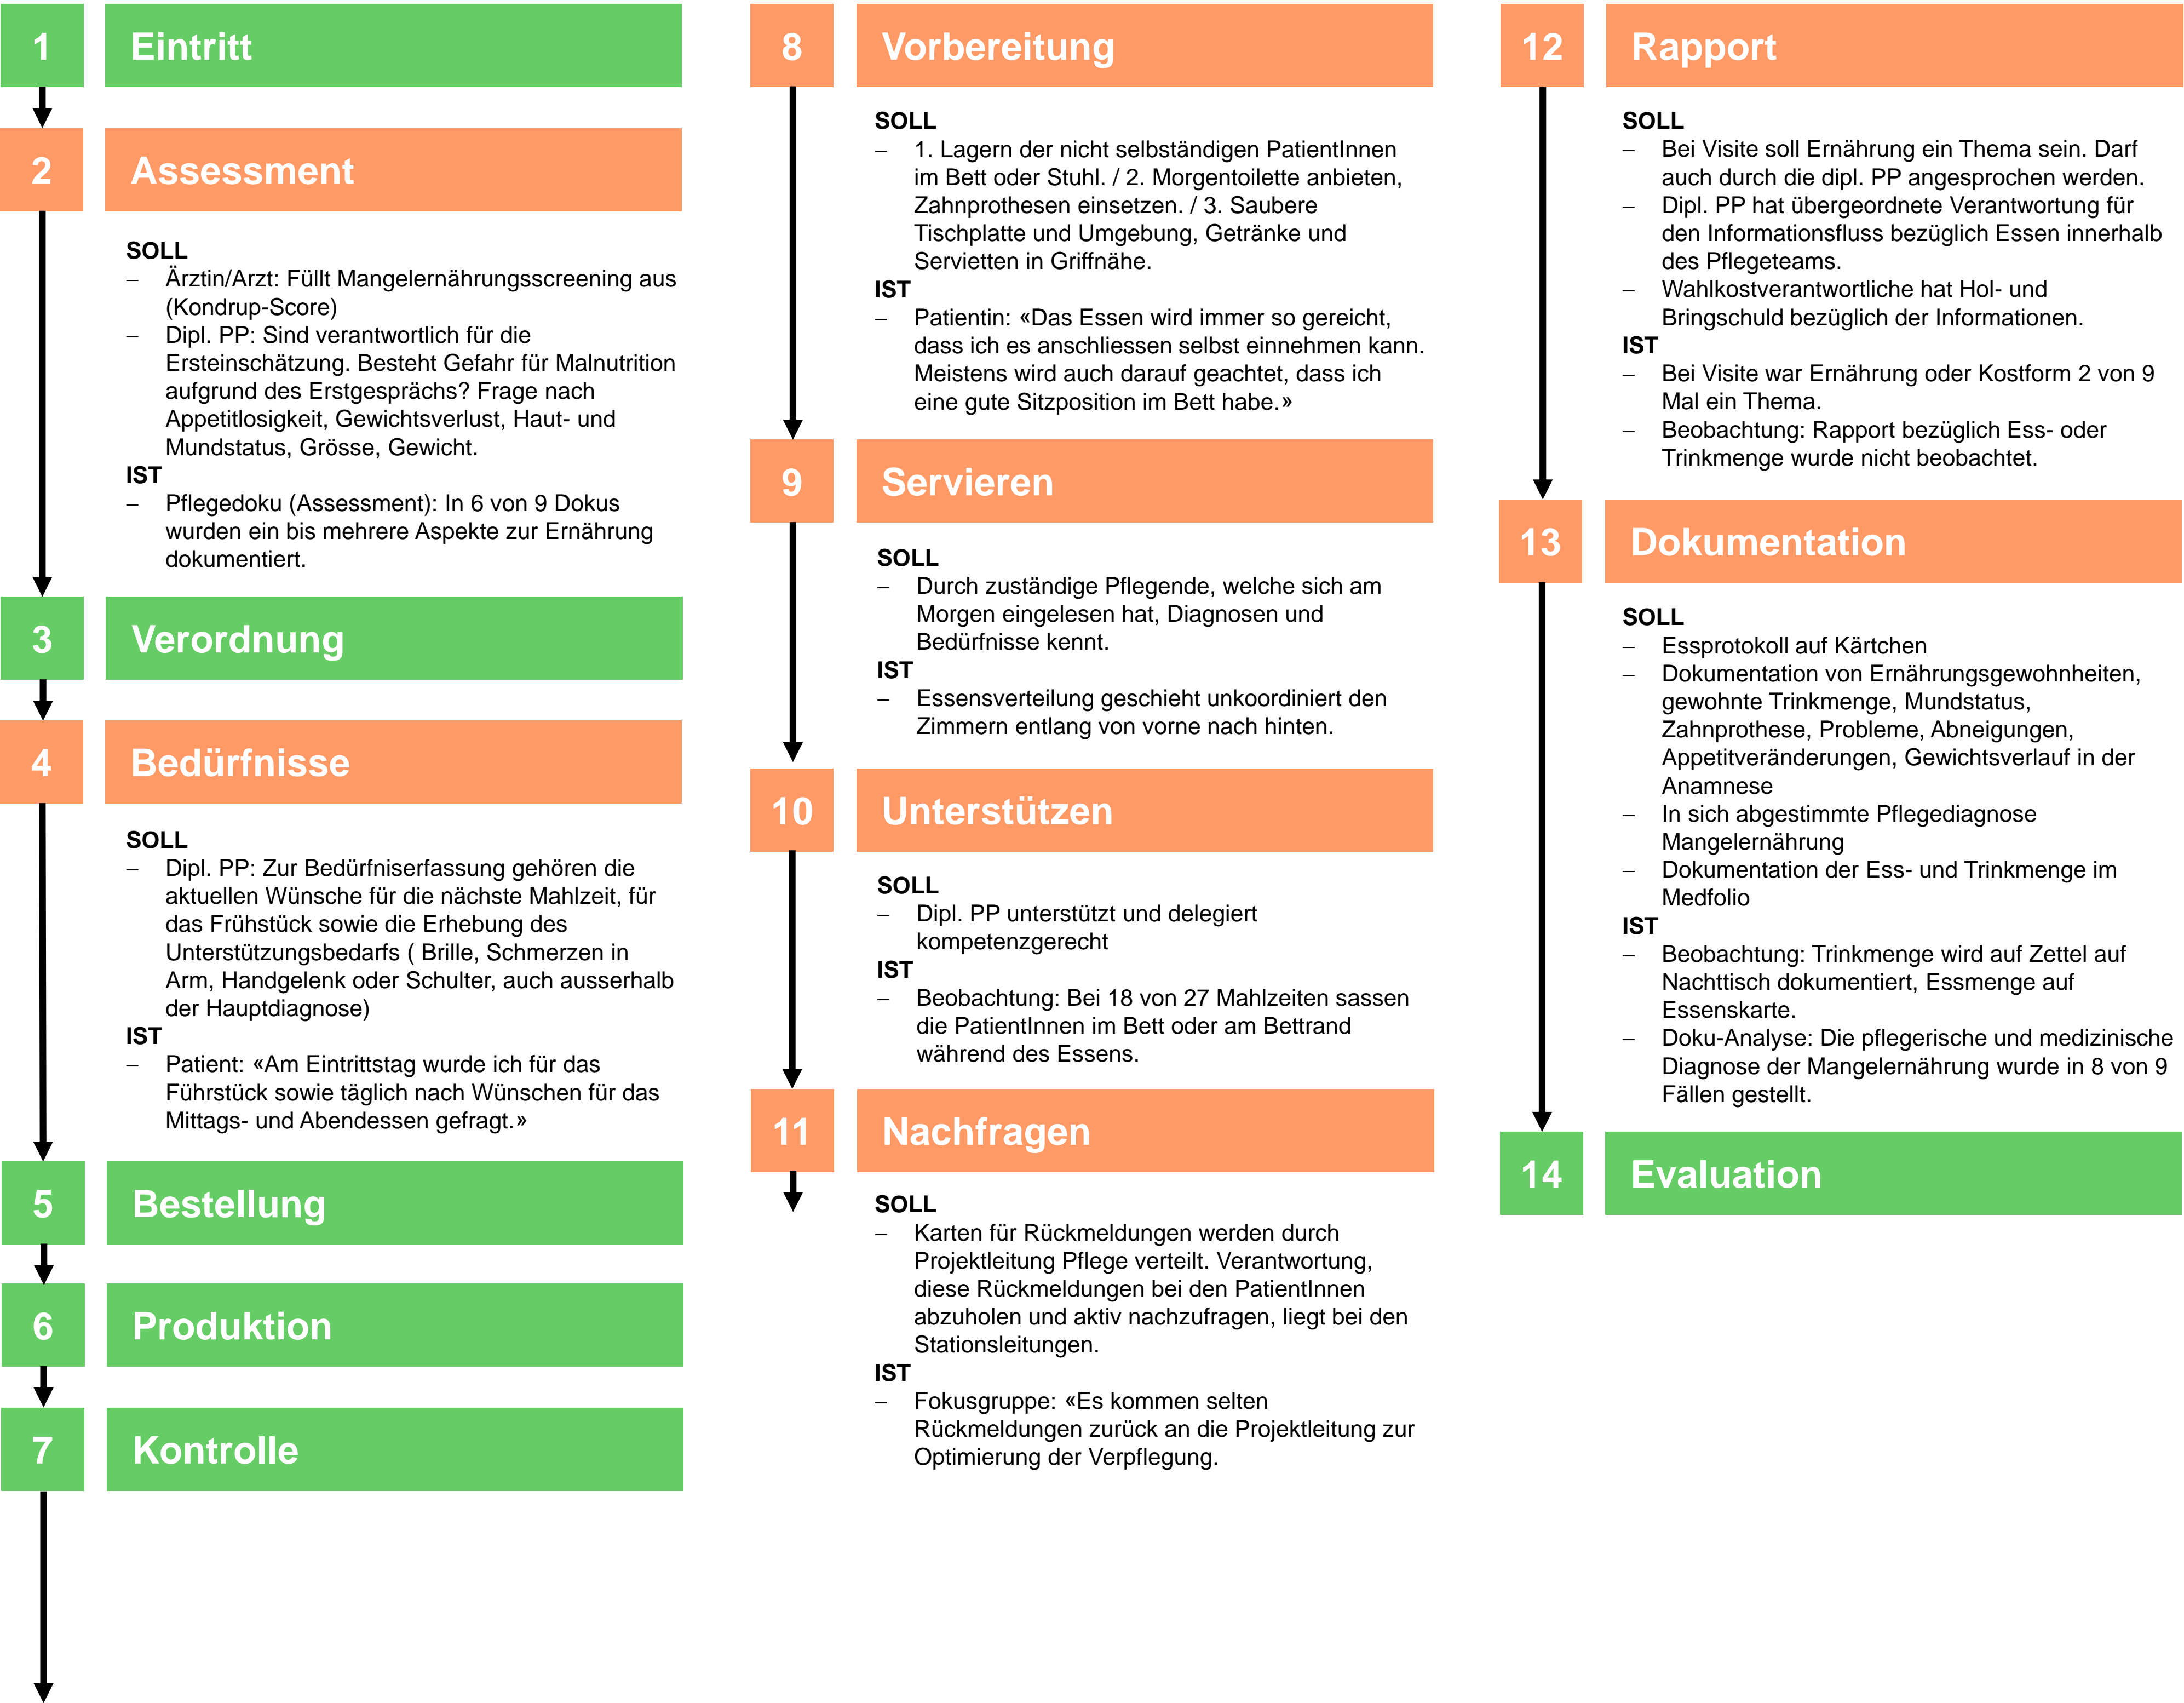 1 Eintritt
2 Assessment
SOLL
– Ärztin/Arzt: Füllt Mangelernährungsscreening aus
(Kondrup-Score)
– Dipl. PP: Sind verantwortlich für die
Ersteinschätzung. Besteht Gefahr für Malnutrition
aufgrund des Erstgesprächs? Frage nach
Appetitlosigkeit, Gewichtsverlust, Haut- und
Mundstatus, Grösse, Gewicht.
IST
– Pflegedoku (Assessment): In 6 von 9 Dokus
wurden ein bis mehrere Aspekte zur Ernährung
dokumentiert.
3 Verordnung
4 Bedürfnisse
SOLL
– Dipl. PP: Zur Bedürfniserfassung gehören die
aktuellen Wünsche für die nächste Mahlzeit, für
das Frühstück sowie die Erhebung des
Unterstützungsbedarfs ( Brille, Schmerzen in
Arm, Handgelenk oder Schulter, auch ausserhalb
der Hauptdiagnose)
IST
– Patient: «Am Eintrittstag wurde ich für das
Führstück sowie täglich nach Wünschen für das
Mittags- und Abendessen gefragt.»
5 Bestellung
6 Produktion
7 Kontrolle
8 Vorbereitung
SOLL
– 1. Lagern der nicht selbständigen PatientInnen
im Bett oder Stuhl. / 2. Morgentoilette anbieten,
Zahnprothesen einsetzen. / 3. Saubere
Tischplatte und Umgebung, Getränke und
Servietten in Griffnähe.
IST
– Patientin: «Das Essen wird immer so gereicht,
dass ich es anschliessen selbst einnehmen kann.
Meistens wird auch darauf geachtet, dass ich
eine gute Sitzposition im Bett habe.»
9 Servieren
SOLL
– Durch zuständige Pflegende, welche sich am
Morgen eingelesen hat, Diagnosen und
Bedürfnisse kennt.
IST
– Essensverteilung geschieht unkoordiniert den
Zimmern entlang von vorne nach hinten.
10 Unterstützen
SOLL
– Dipl. PP unterstützt und delegiert
kompetenzgerecht
IST
– Beobachtung: Bei 18 von 27 Mahlzeiten sassen
die PatientInnen im Bett oder am Bettrand
während des Essens.
11 Nachfragen
SOLL
– Karten für Rückmeldungen werden durch
Projektleitung Pflege verteilt. Verantwortung,
diese Rückmeldungen bei den PatientInnen
abzuholen und aktiv nachzufragen, liegt bei den
Stationsleitungen.
IST
– Fokusgruppe: «Es kommen selten
Rückmeldungen zurück an die Projektleitung zur
Optimierung der Verpflegung.
12 Rapport
SOLL
– Bei Visite soll Ernährung ein Thema sein. Darf
auch durch die dipl. PP angesprochen werden.
– Dipl. PP hat übergeordnete Verantwortung für
den Informationsfluss bezüglich Essen innerhalb
des Pflegeteams.
– Wahlkostverantwortliche hat Hol- und
Bringschuld bezüglich der Informationen.
IST
– Bei Visite war Ernährung oder Kostform 2 von 9
Mal ein Thema.
– Beobachtung: Rapport bezüglich Ess- oder
Trinkmenge wurde nicht beobachtet.
13 Dokumentation
SOLL
– Essprotokoll auf Kärtchen
– Dokumentation von Ernährungsgewohnheiten,
gewohnte Trinkmenge, Mundstatus,
Zahnprothese, Probleme, Abneigungen,
Appetitveränderungen, Gewichtsverlauf in der
Anamnese
– In sich abgestimmte Pflegediagnose
Mangelernährung
– Dokumentation der Ess- und Trinkmenge im
Medfolio
IST
– Beobachtung: Trinkmenge wird auf Zettel auf
Nachttisch dokumentiert, Essmenge auf
Essenskarte.
– Doku-Analyse: Die pflegerische und medizinische
Diagnose der Mangelernährung wurde in 8 von 9
Fällen gestellt.
14 Evaluation